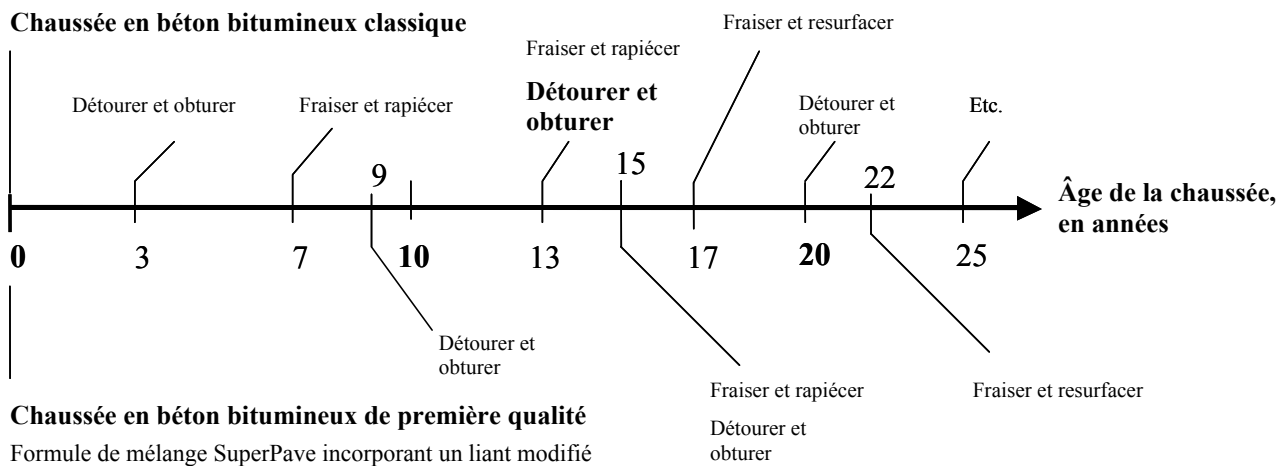 Chaussée en béton bitumineux classique
Fraiser et resurfacer
Fraiser et rapiécer
Détourer et obturer
Fraiser et rapiécer
Détourer et
obturer
Détourer et
obturer
Etc.
9
15
22
Âge de la chaussée,
en années
0
3
7
10
13
17
20
25
Détourer et
obturer
Fraiser et rapiécer
Détourer et
obturer
Fraiser et resurfacer
Chaussée en béton bitumineux de première qualité
Formule de mélange SuperPave incorporant un liant modifié